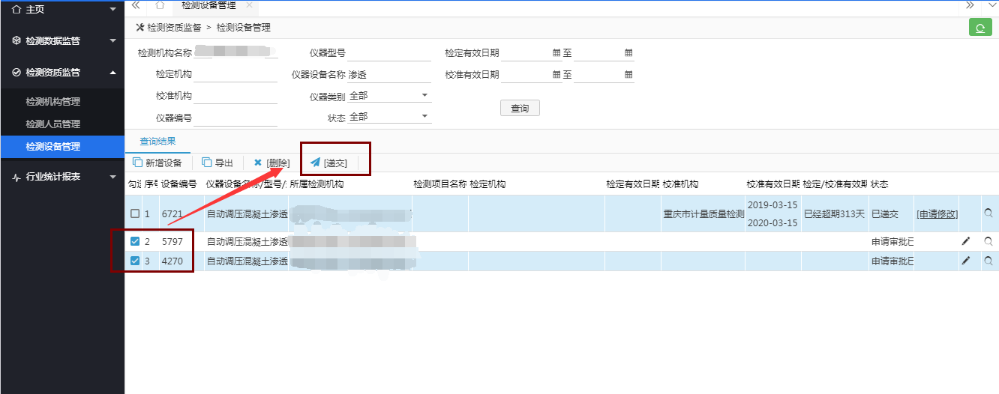 主页
检测数据监管
检测资质监管
检测机构管理
检测人员管理
检测设备管理
行业统计报表
检测设备管理
检测资质监督 > 检测设备管理
检测机构名称
仪器型号
检定有效日期 至
检定机构
仪器设备名称 渗透
校准有效日期 至
校准机构
仪器类别 全部
仪器编号
状态 全部
查询
查询结果
新增设备 导出 [删除] [递交]
序号 设备编号 仪器设备名称/型号/ 所属检测机构 检测项目名称 检定机构 检定有效日期 校准机构 校准有效日期 检定/校准有效期 状态
1 6721 自动调压混凝土渗透 重庆市计量质量检测 2019-03-15 已经超期313天 已递交 [申请修改]
2020-03-15
2 5797 自动调压混凝土渗透 申请审批已
3 4270 自动调压混凝土渗透 申请审批已